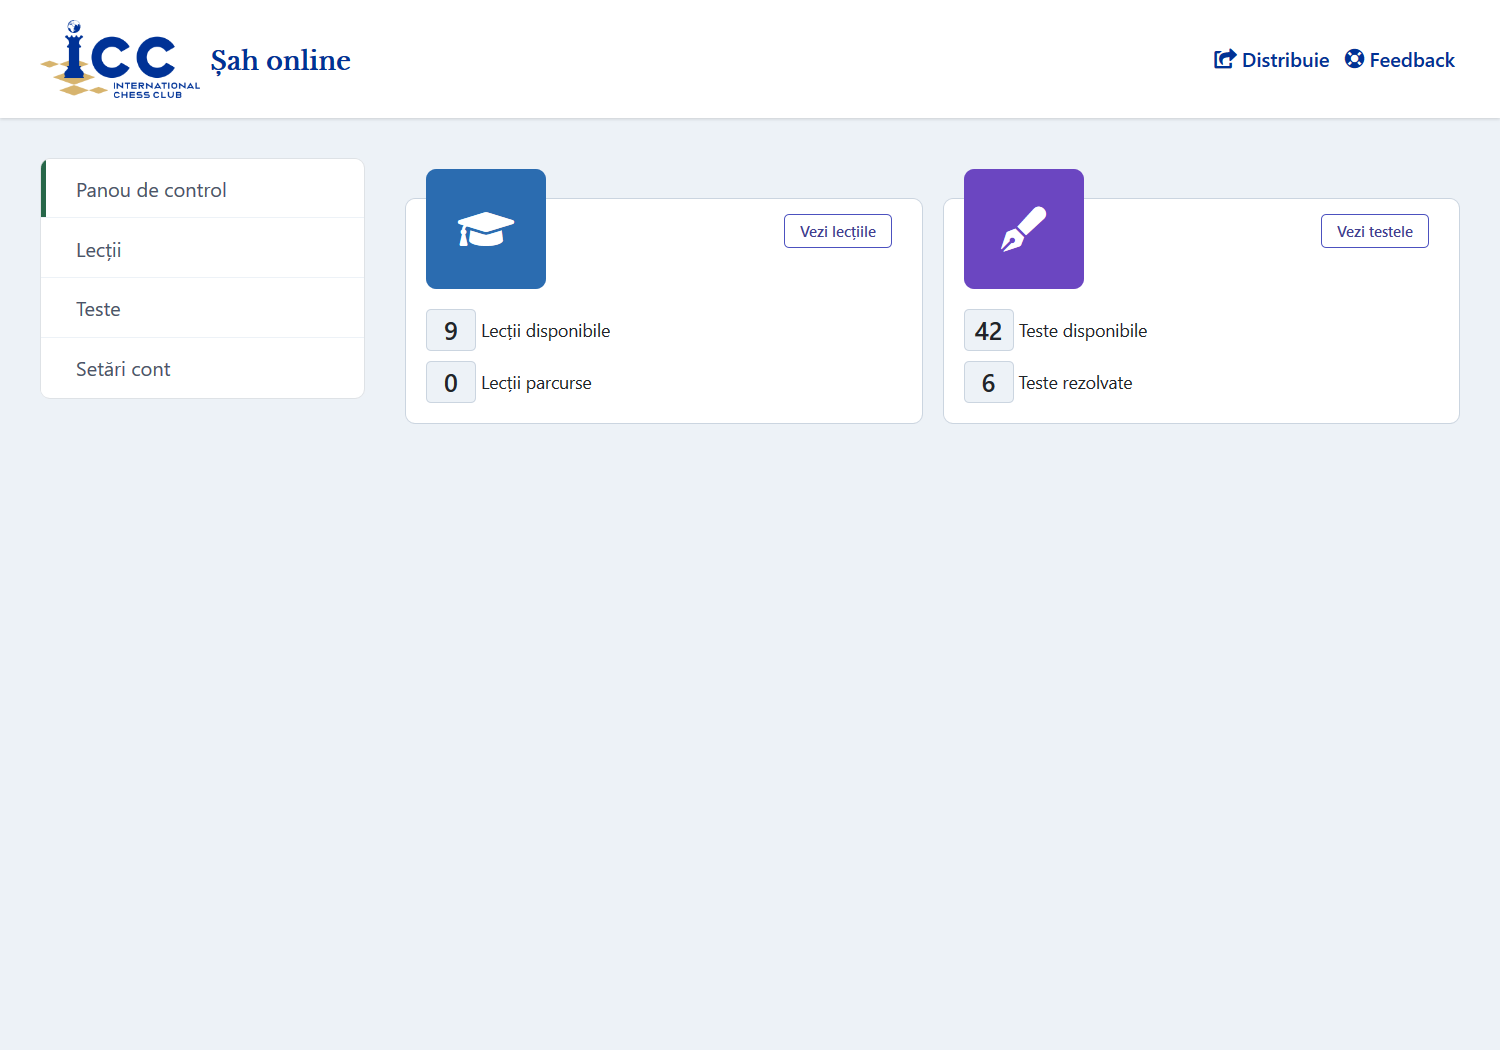 icc
INTERNATIONAL
CHESS CLUB
Șah online
Distribuie
Feedback
Panou de control
Lecții
Teste
Setări cont
Vezi lecțiile
9 Lecții disponibile
0 Lecții parcurse
Vezi testele
42 Teste disponibile
6 Teste rezolvate